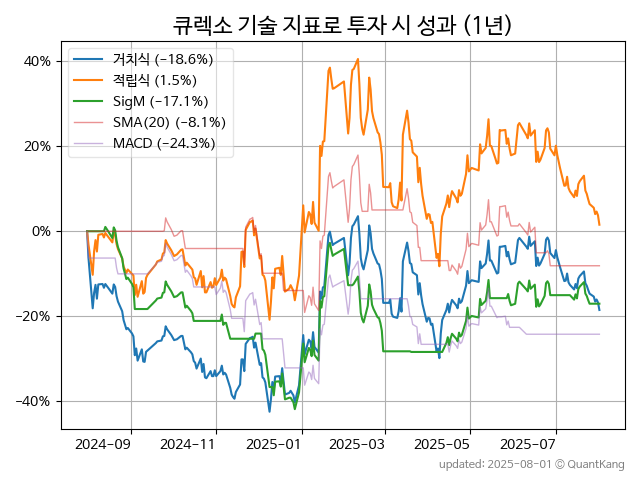 큐렉소 기술 지표로 투자 시 성과 (1년)
거치식 (−18.6%)
적립식 (1.5%)
SigM (−17.1%)
SMA(20) (−8.1%)
MACD (−24.3%)
40%
20%
0%
−20%
−40%
2024-09 2024-11 2025-01 2025-03 2025-05 2025-07
updated: 2025-08-01 © QuantKang